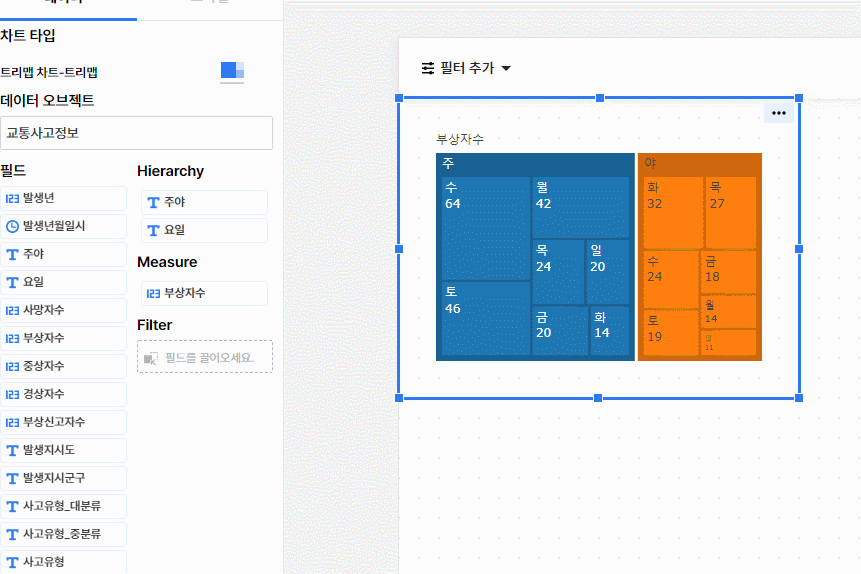 차트 타입
트리맵 차트-트리맵
데이터 오브젝트
교통사고정보
필드
123 발생년
발생년월일시
T 주야
T 요일
123 사망자수
123 부상자수
123 중상자수
123 경상자수
123 부상신고자수
T 발생지시도
T 발생지시군구
T 사고유형_대분류
T 사고유형_중분류
T 사고유형
Hierarchy
T 주야
T 요일
Measure
123 부상자수
Filter
필드를 끌어오세요.
필터 추가
부상자수
주
수
64
월
42
목
24
일
20
토
46
금
20
화
14
야
화
32
목
27
수
24
금
18
월
14
토
19
일
11